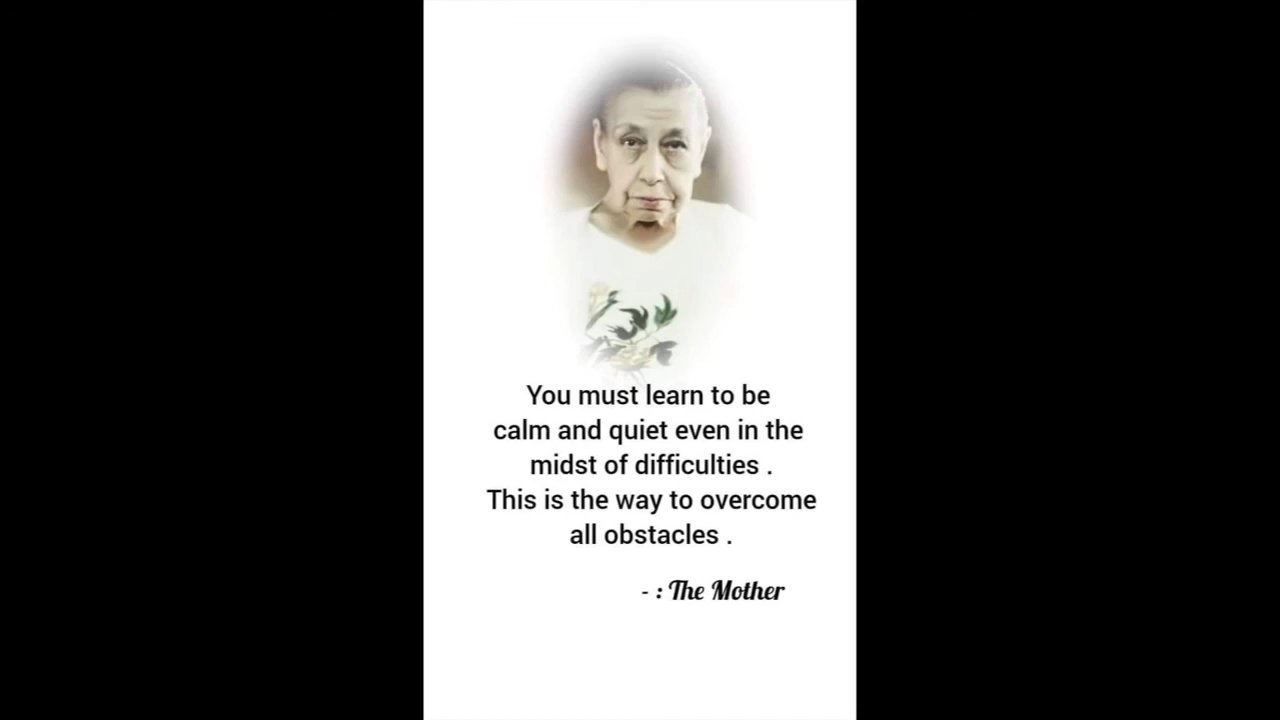 You must learn to be
calm and quiet even in the
midst of difficulties .
This is the way to overcome
all obstacles .
- : The Mother